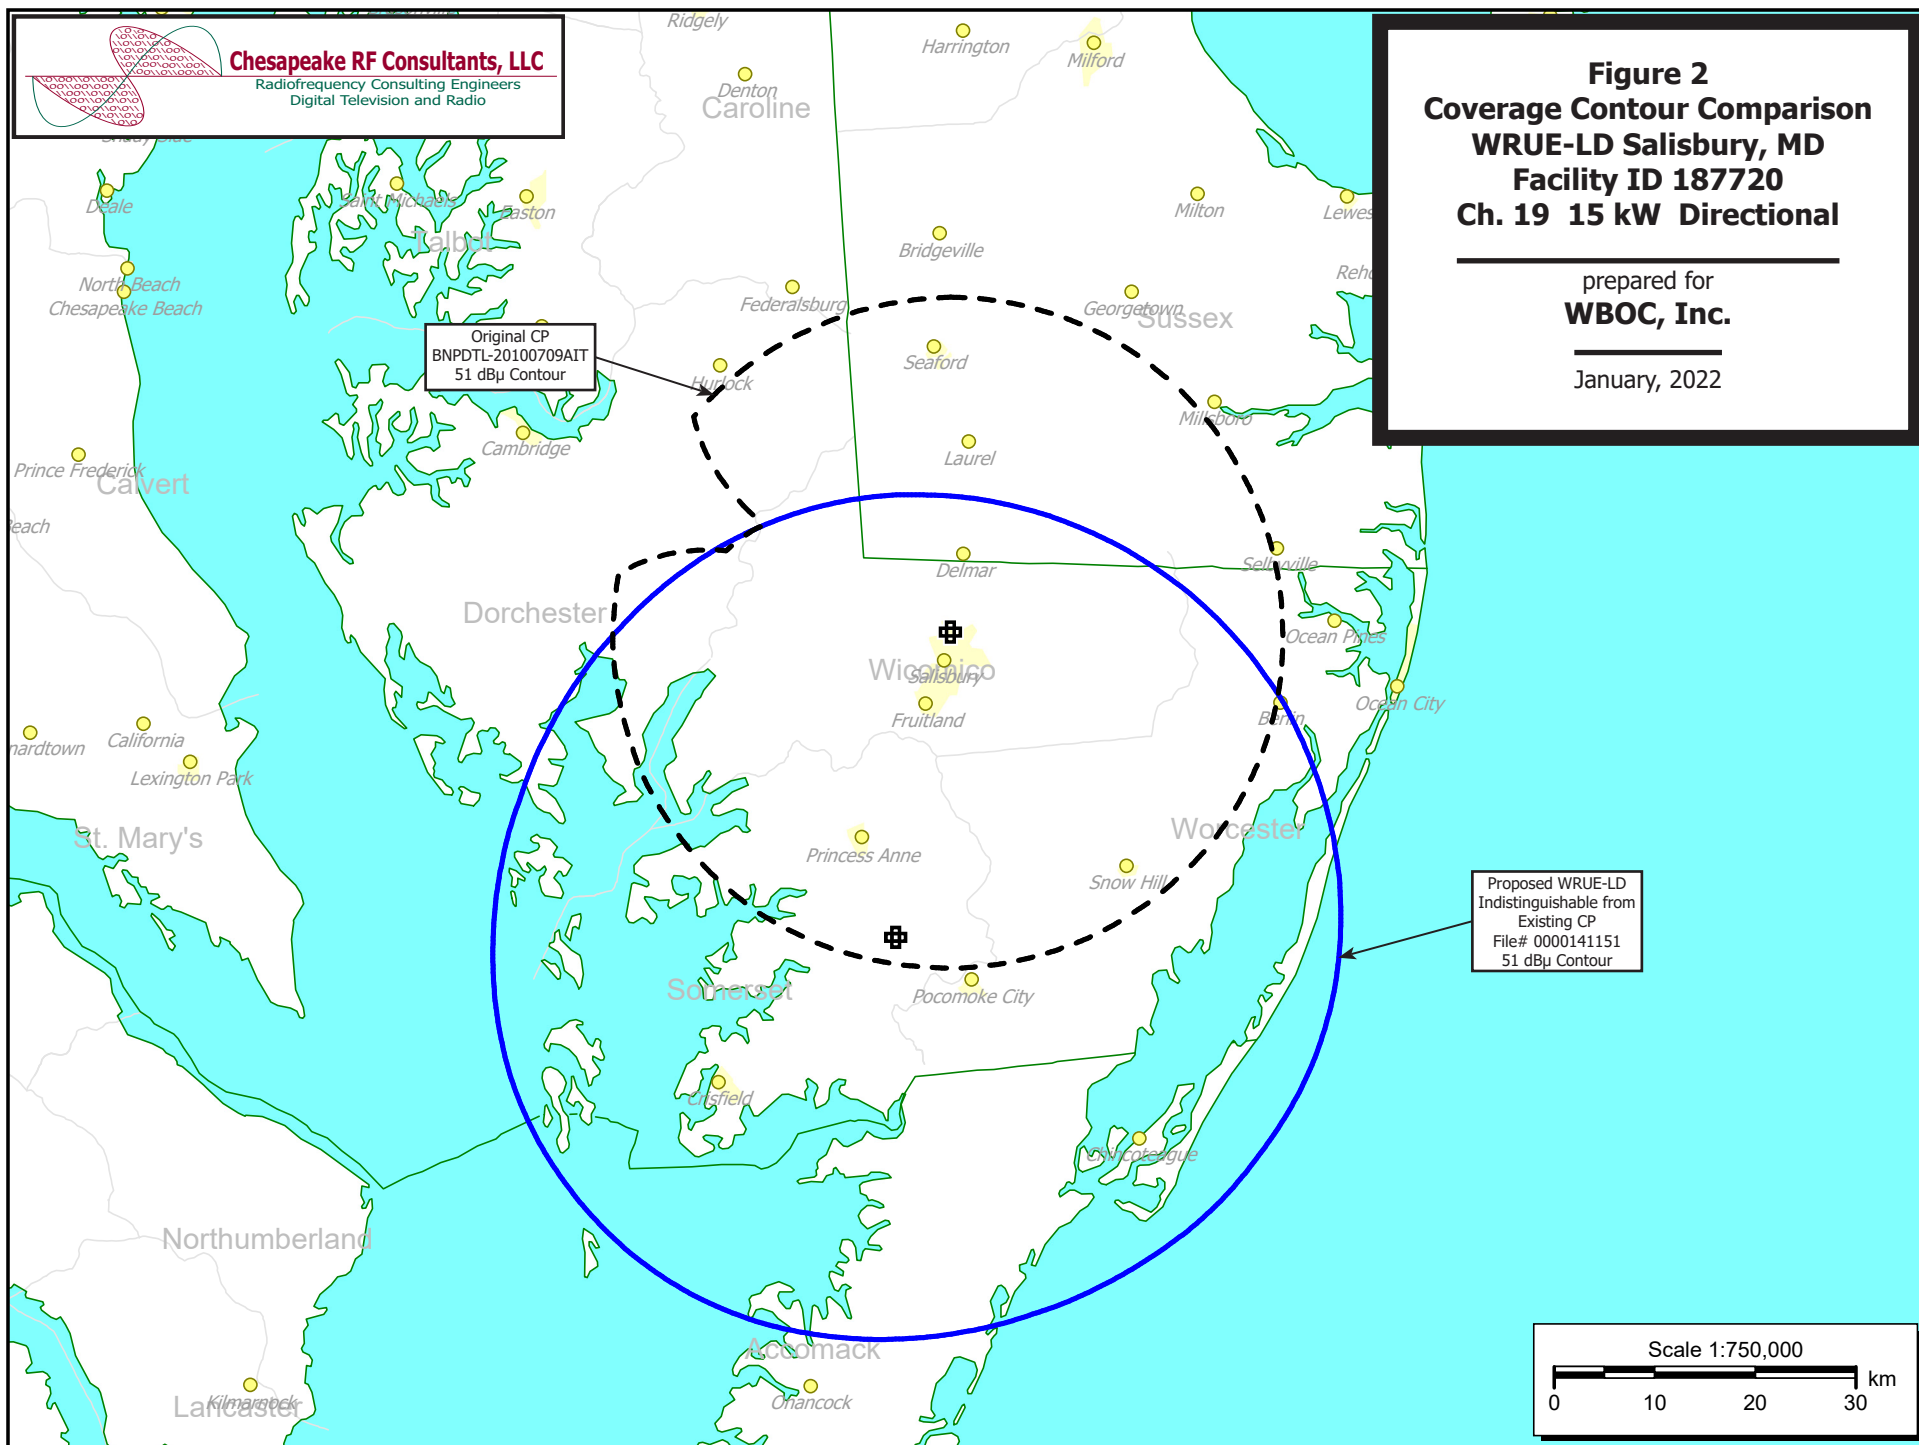 Chesapeake RF Consultants, LLC
Radiofrequency Consulting Engineers
Digital Television and Radio
Figure 2
Coverage Contour Comparison
WRUE-LD Salisbury, MD
Facility ID 187720
Ch. 19 15 kW Directional
prepared for
WBOC, Inc.
January, 2022
Ridgely
Harrington
Milford
Denton
Caroline
Deale
Saint Michaels
Easton
Talbot
Milton
Lewes
Bridgeville
North Beach
Chesapeake Beach
Federalsburg
Georgetown
Sussex
Reho
Original CP
BNPDTL-20100709AIT
51 dBµ Contour
Seaford
Hurlock
Millsboro
Cambridge
Laurel
Prince Frederick
Calvert
Beach
Delmar
Selbyville
Dorchester
Ocean Pines
Wicomico
Salisbury
Fruitland
Berlin
Ocean City
nardtown
California
Lexington Park
St. Mary's
Princess Anne
Worcester
Snow Hill
Proposed WRUE-LD
Indistinguishable from
Existing CP
File# 0000141151
51 dBµ Contour
Somerset
Pocomoke City
Crisfield
Chincoteague
Northumberland
Accomack
Onancock
Kilmarnock
Lancaster
Scale 1:750,000
km
0 10 20 30